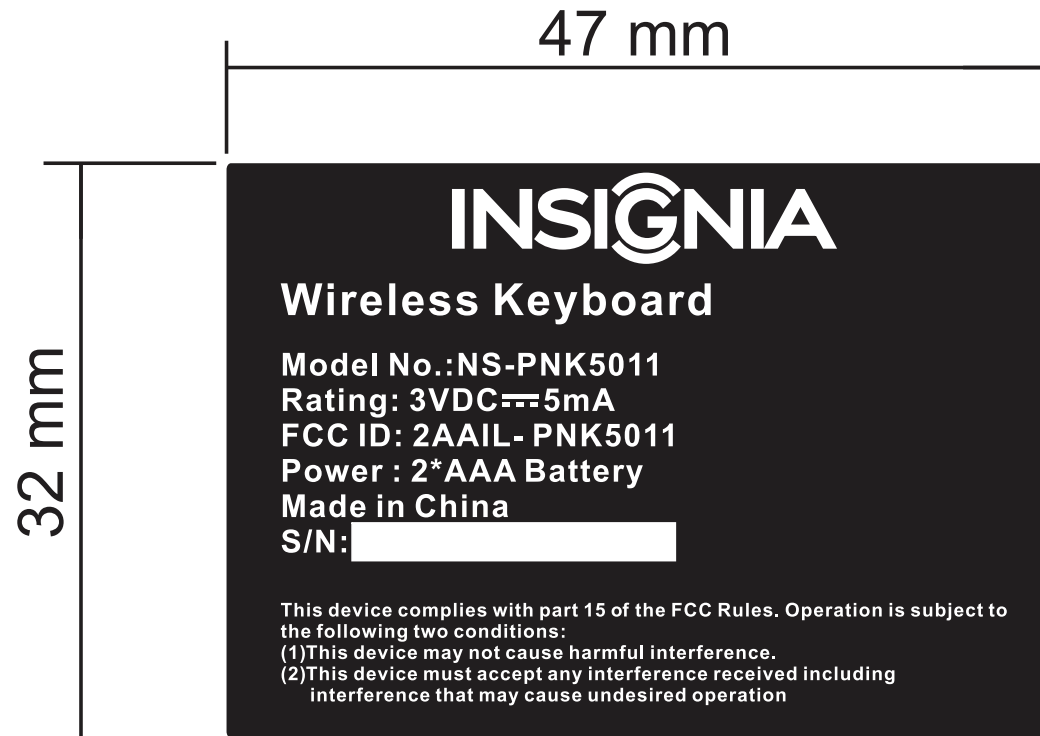 47 mm
32 mm
INSIGNIA
Wireless Keyboard
Model No.:NS-PNK5011
Rating: 3VDC⎓5mA
FCC ID: 2AAIL- PNK5011
Power : 2*AAA Battery
Made in China
S/N:
This device complies with part 15 of the FCC Rules. Operation is subject to
the following two conditions:
(1)This device may not cause harmful interference.
(2)This device must accept any interference received including
interference that may cause undesired operation